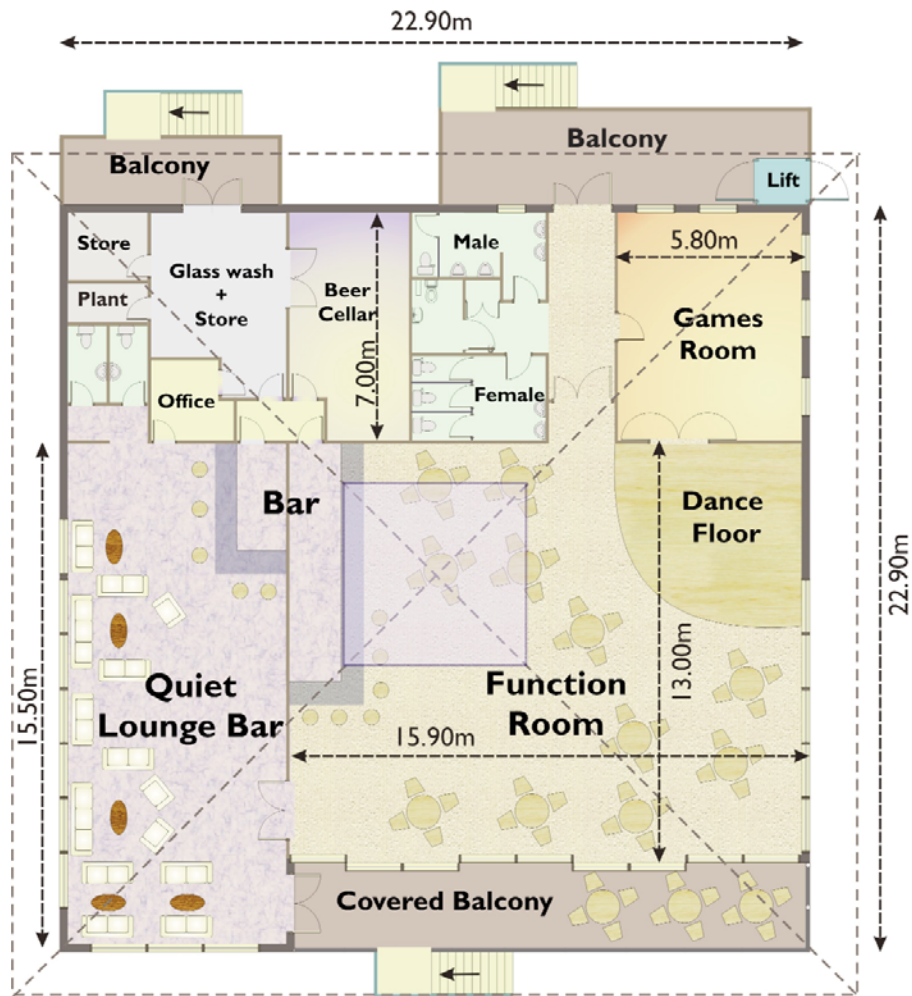 22.90m
Balcony
Balcony
Lift
Store
Glass wash
+
Store
Plant
Beer
Cellar
7.00m
Male
Female
5.80m
Games
Room
Office
Bar
Dance
Floor
22.90m
15.50m
Quiet
Lounge Bar
Function
Room
13.00m
15.90m
Covered Balcony